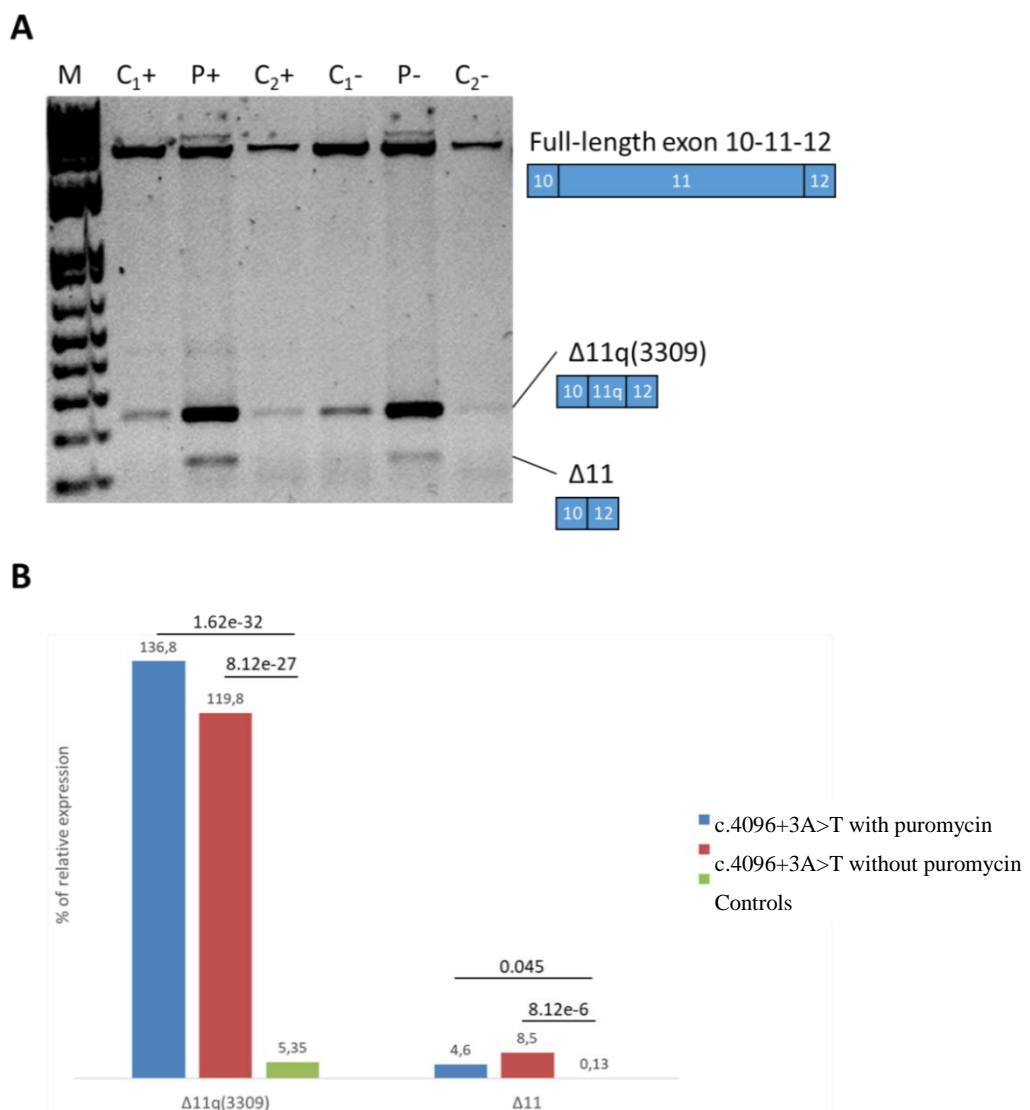 A
M C₁+ P+ C₂+ C₁- P- C₂-
Full-length exon 10-11-12
10 11 12
Δ11q(3309)
10 11q 12
Δ11
10 12
B
1.62e-32
136,8
8.12e-27
119,8
% of relative expression
5,35
0.045
8.12e-6
4,6
8,5
0,13
Δ11q(3309)
Δ11
c.4096+3A>T with puromycin
c.4096+3A>T without puromycin
Controls